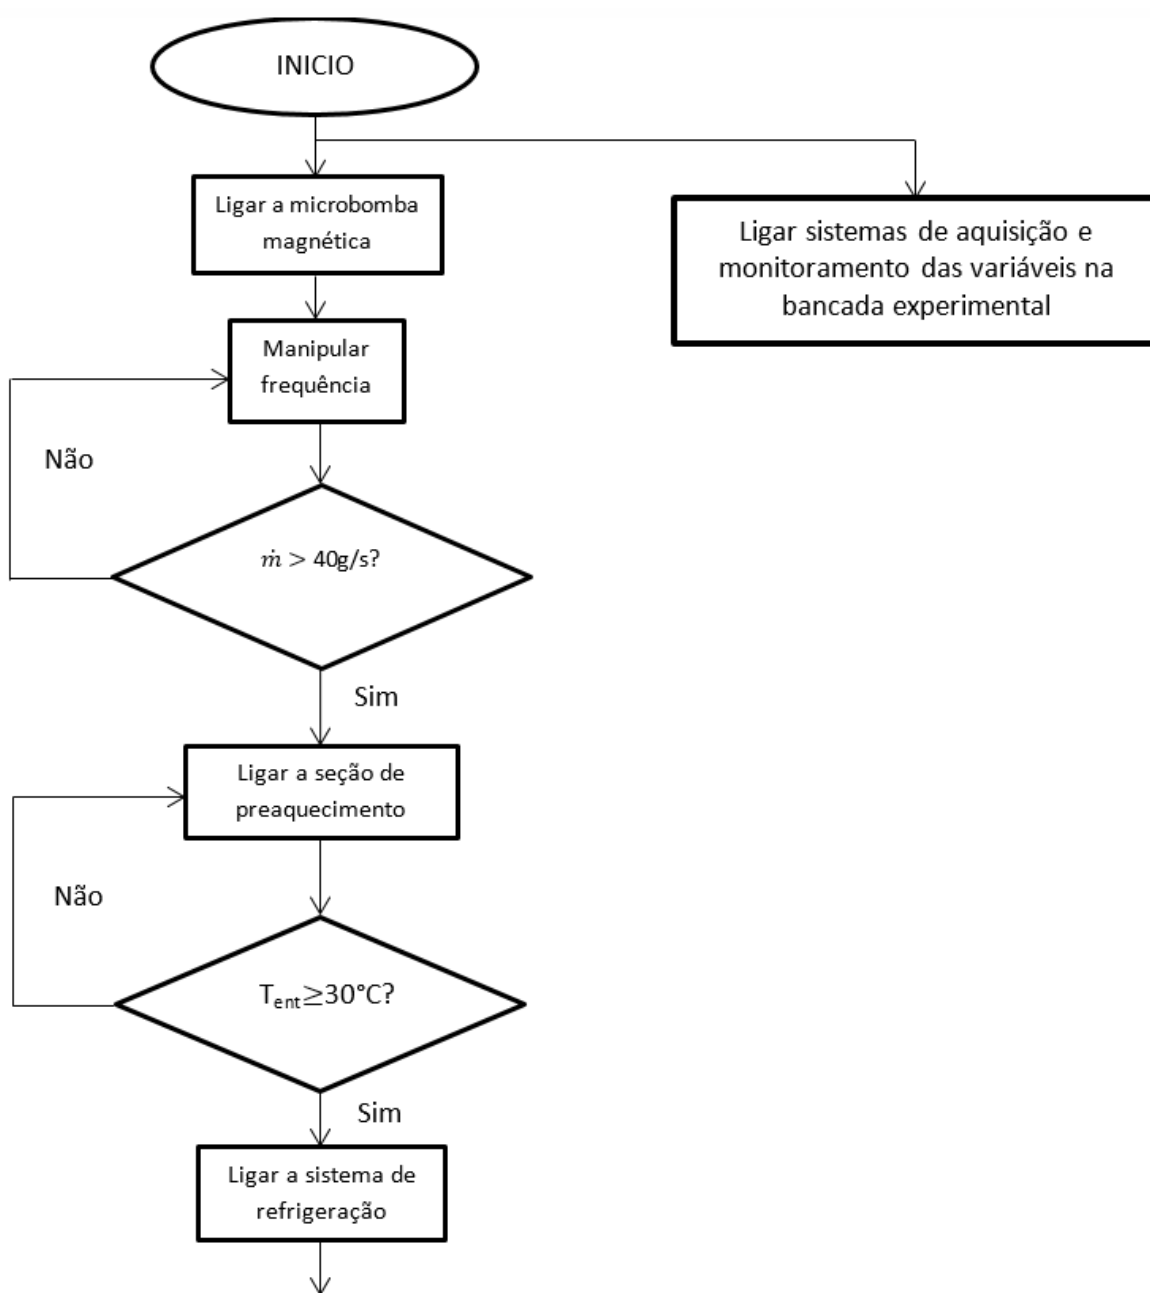 INICIO
Ligar a microbomba
magnética
Ligar sistemas de aquisição e
monitoramento das variáveis na
bancada experimental
Manipular
frequência
Não
ṁ > 40g/s?
Sim
Ligar a seção de
preaquecimento
Não
Tent≥30°C?
Sim
Ligar a sistema de
refrigeração